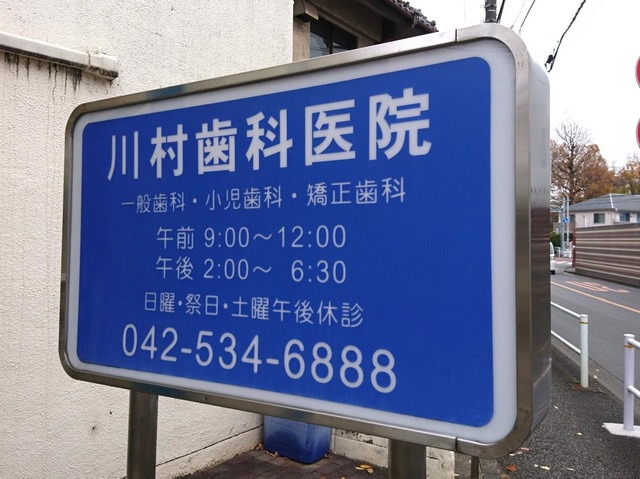 川村歯科医院
一般歯科・小児歯科・矯正歯科
午前 9:00～12:00
午後 2:00～ 6:30
日曜・祭日・土曜午後休診
042-534-6888